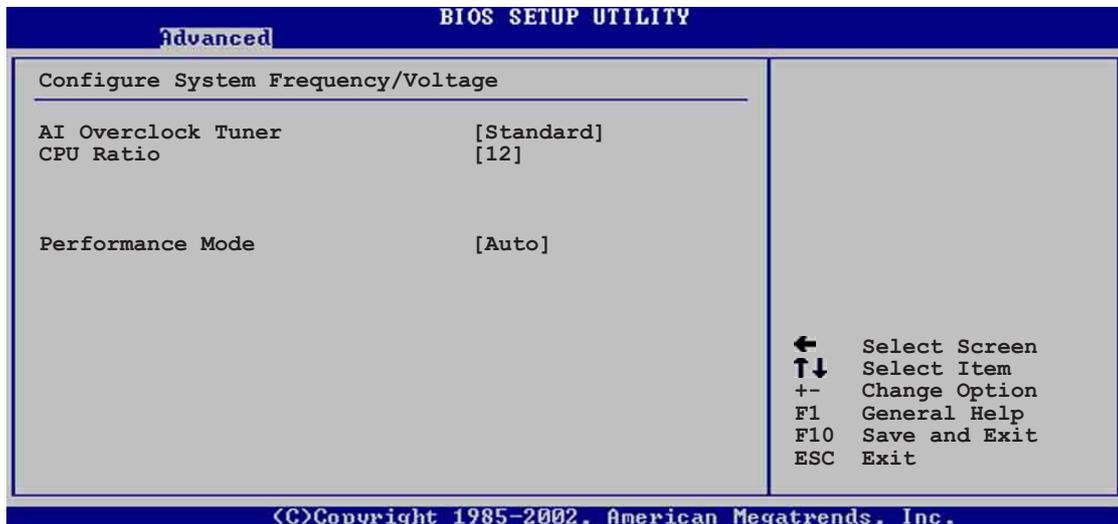 BIOS SETUP UTILITY
Advanced
Configure System Frequency/Voltage
AI Overclock Tuner [Standard]
CPU Ratio [12]
Performance Mode [Auto]
← Select Screen
↑↓ Select Item
+- Change Option
F1 General Help
F10 Save and Exit
ESC Exit
(C)Copyright 1985-2002, American Megatrends, Inc.